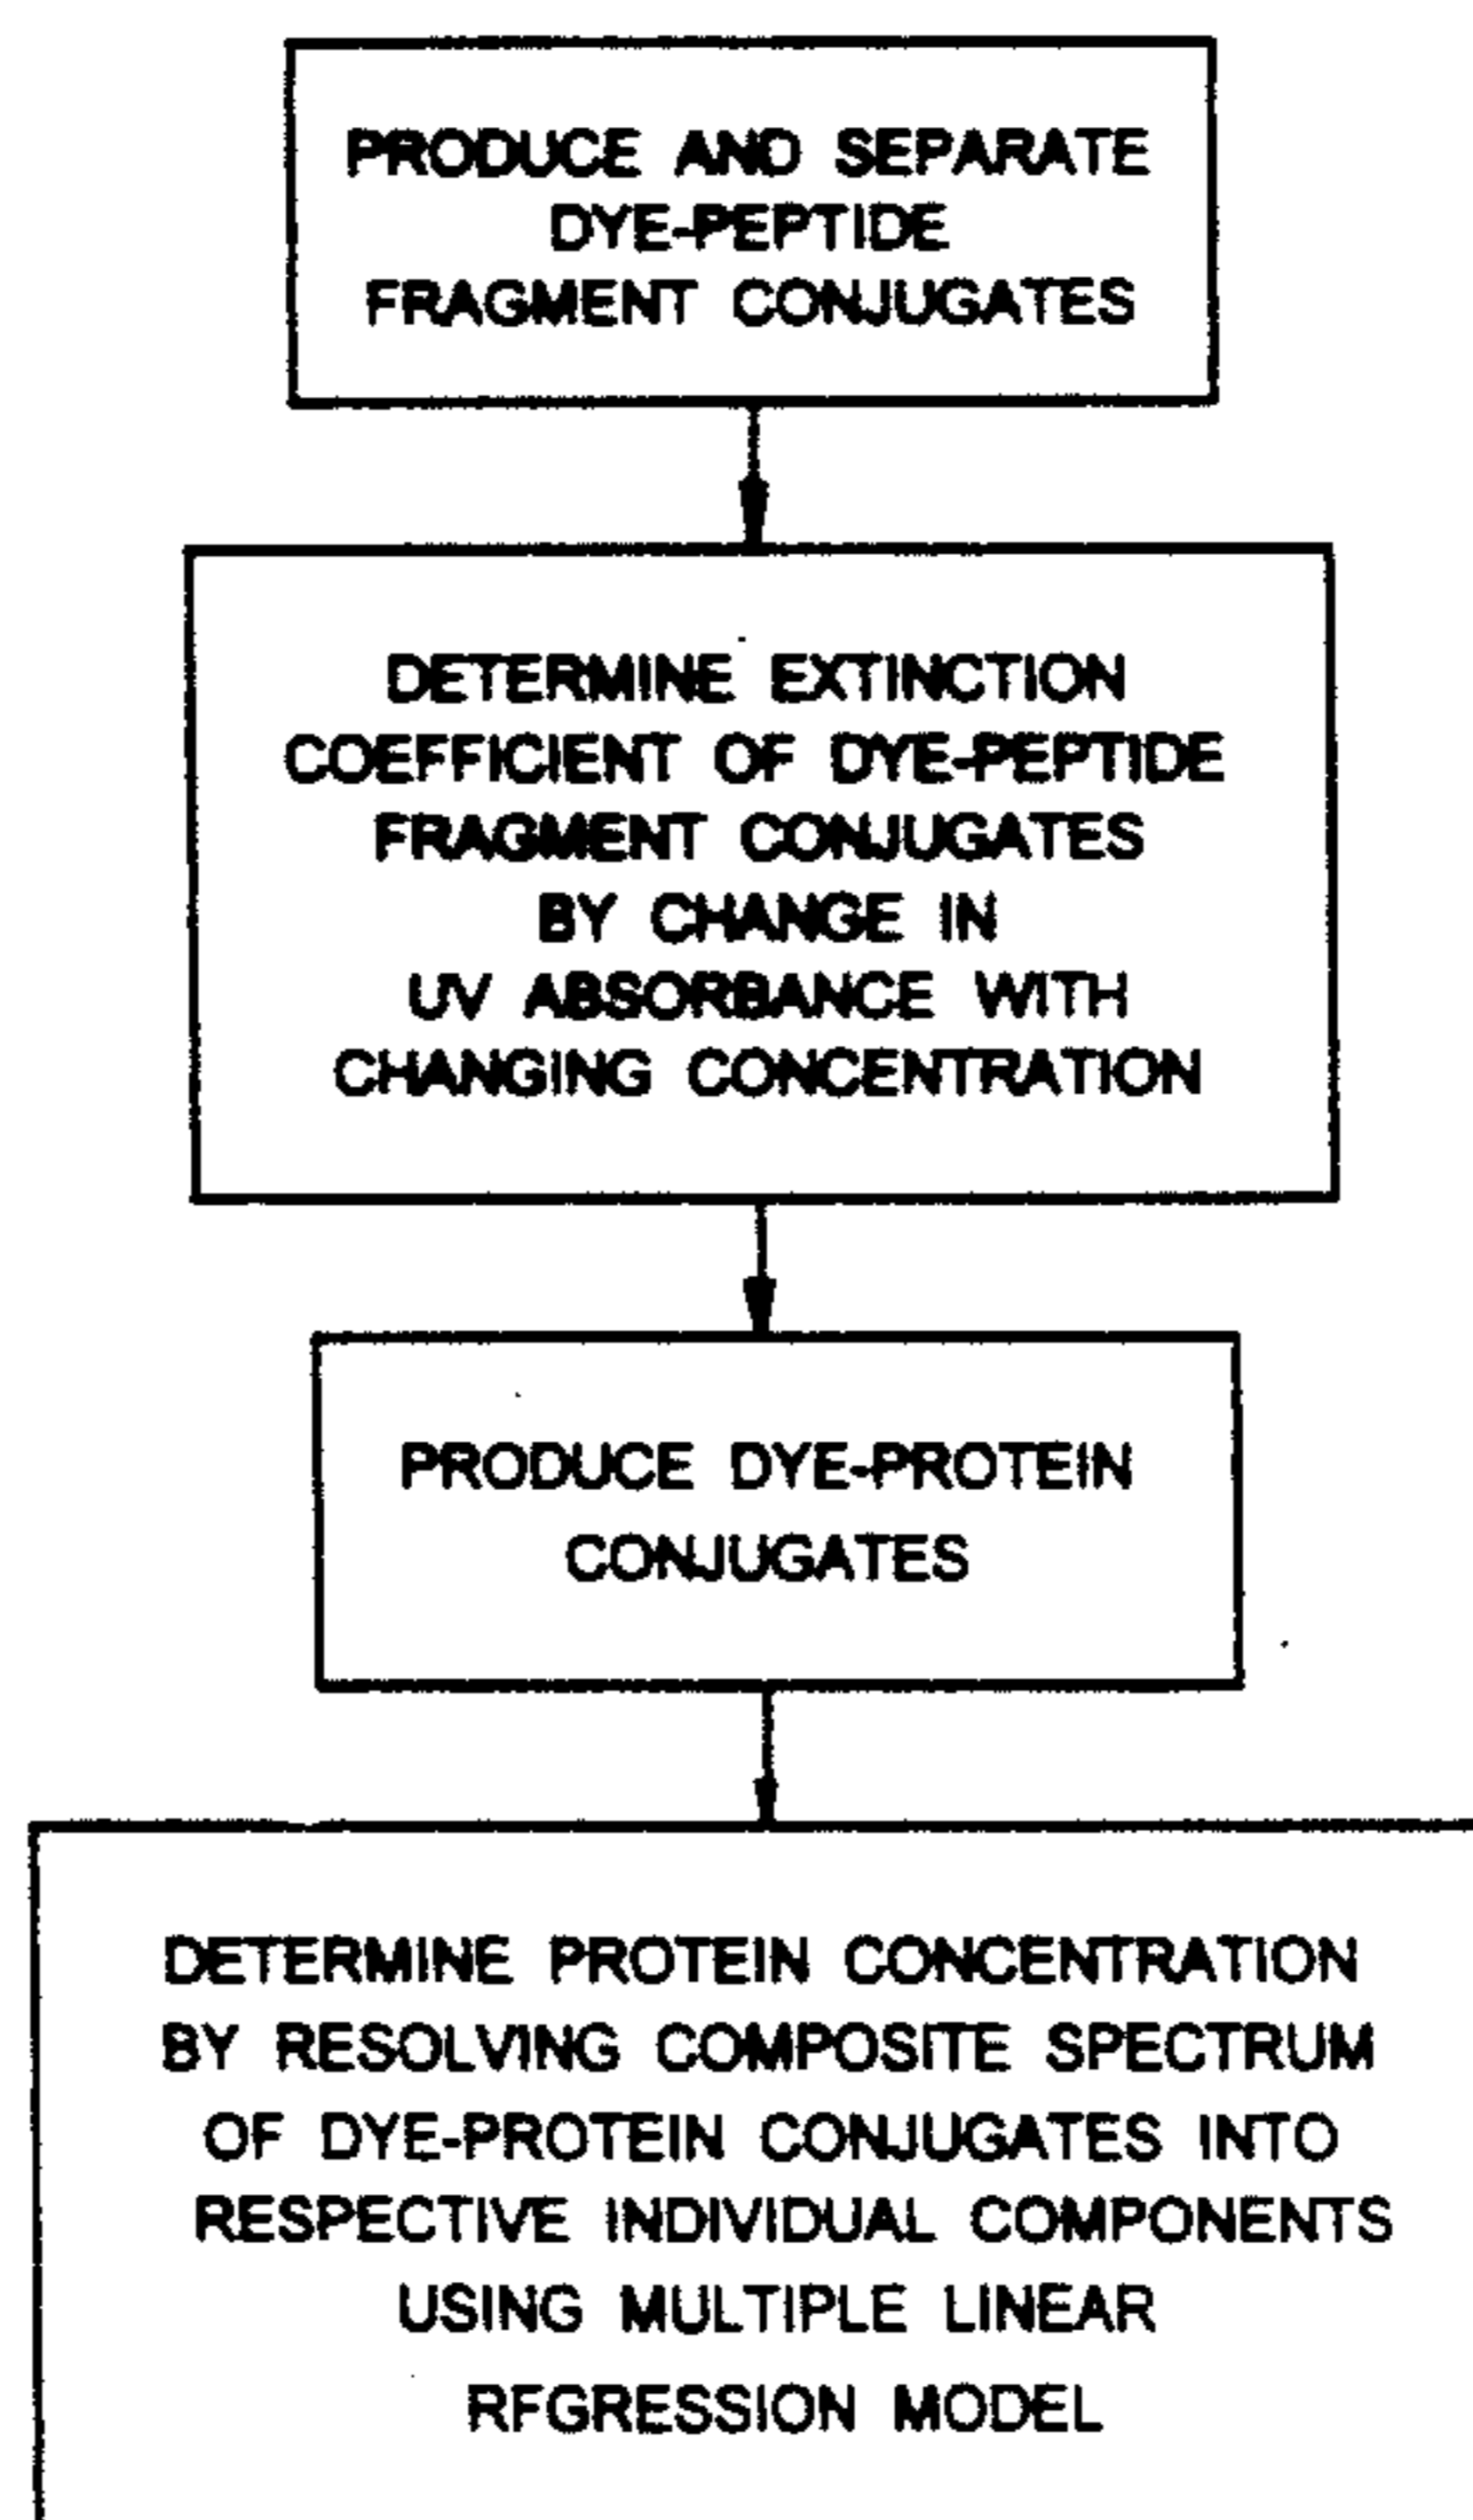 PRODUCE AND SEPARATE
DYE-PEPTIDE
FRAGMENT CONJUGATES
DETERMINE EXTINCTION
COEFFICIENT OF DYE-PEPTIDE
FRAGMENT CONJUGATES
BY CHANGE IN
UV ABSORBANCE WITH
CHANGING CONCENTRATION
PRODUCE DYE-PROTEIN
CONJUGATES
DETERMINE PROTEIN CONCENTRATION
BY RESOLVING COMPOSITE SPECTRUM
OF DYE-PROTEIN CONJUGATES INTO
RESPECTIVE INDIVIDUAL COMPONENTS
USING MULTIPLE LINEAR
RFGRESSION MODEL